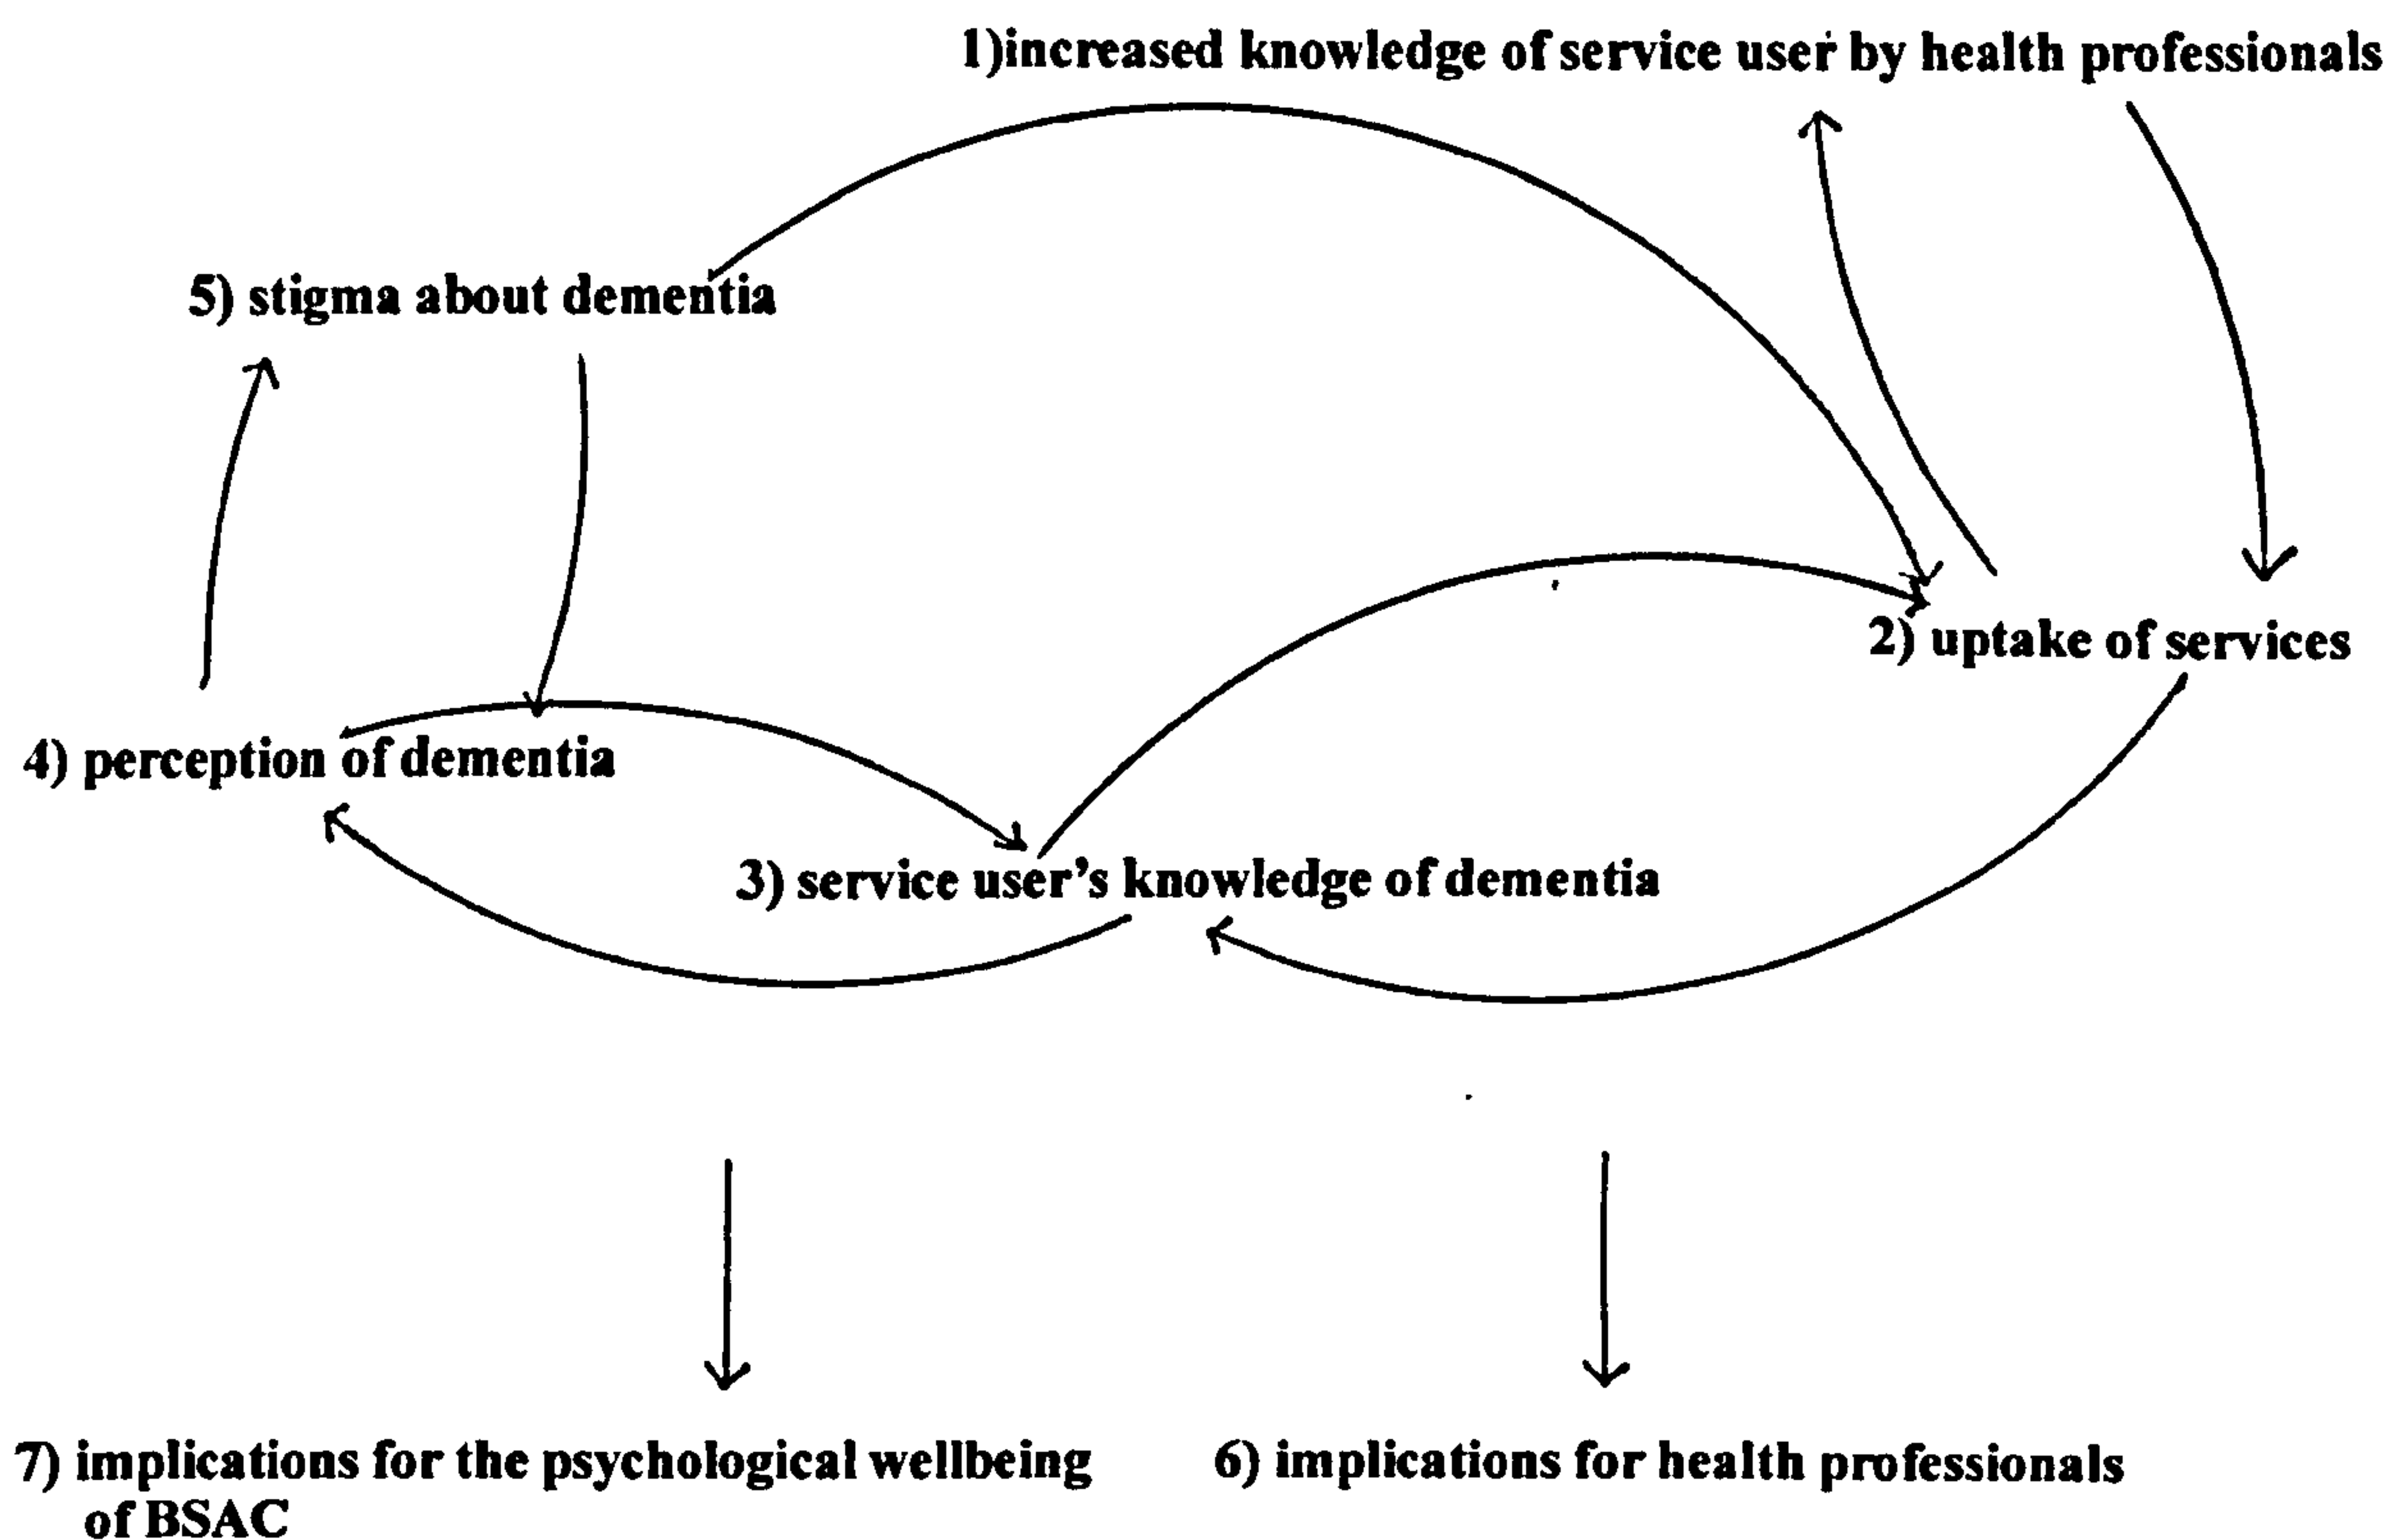 1)increased knowledge of service user by health professionals
5) stigma about dementia
2) uptake of services
4) perception of dementia
3) service user's knowledge of dementia
7) implications for the psychological wellbeing
of BSAC
6) implications for health professionals